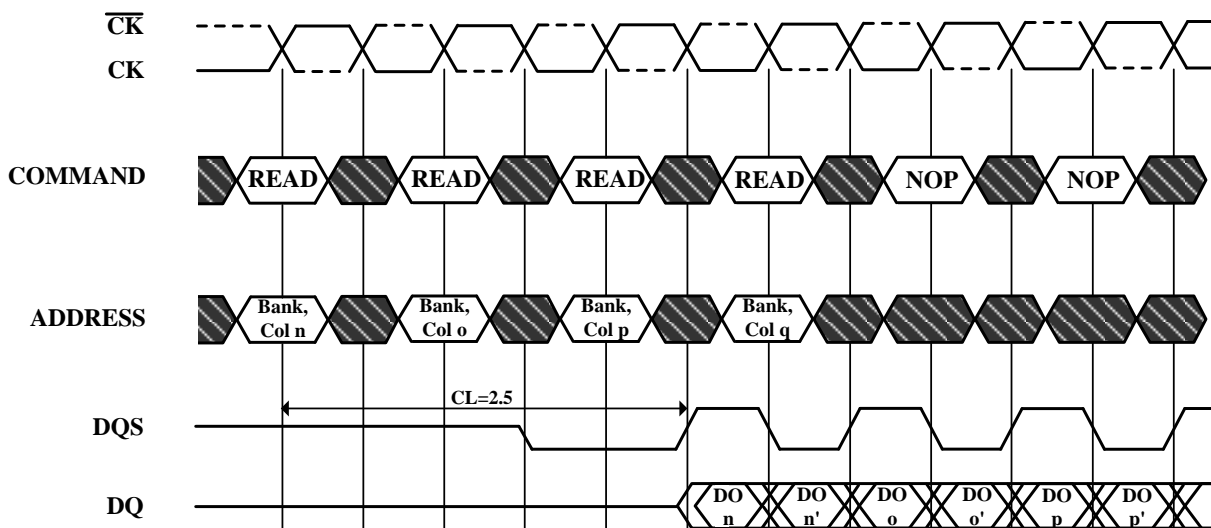 CK
CK
COMMAND
READ
READ
READ
READ
NOP
NOP
ADDRESS
Bank,
Col n
Bank,
Col o
Bank,
Col p
Bank,
Col q
CL=2.5
DQS
DQ
DO
n
DO
n'
DO
o
DO
o'
DO
p
DO
p'